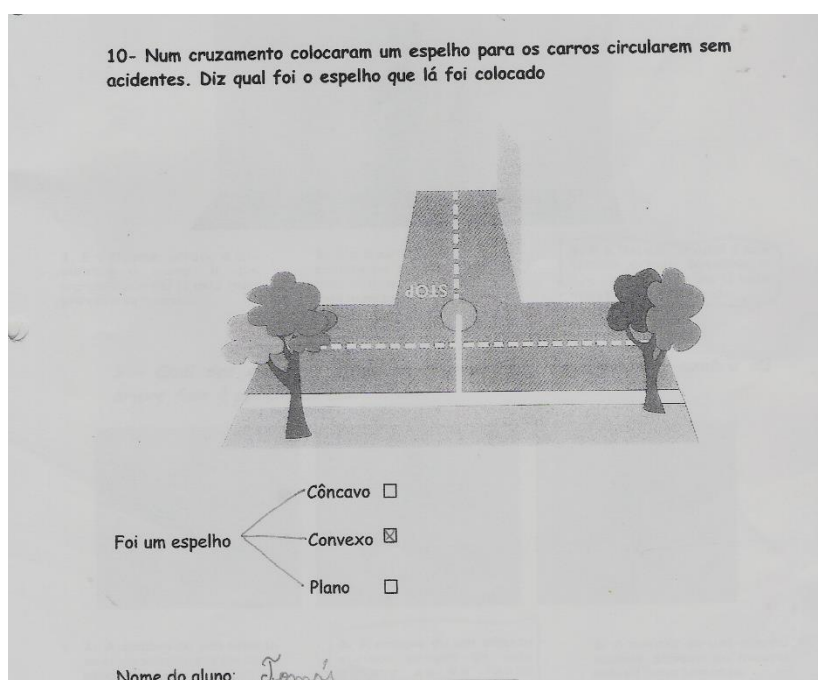 10- Num cruzamento colocaram um espelho para os carros circularem sem
acidentes. Diz qual foi o espelho que lá foi colocado
STOP
Côncavo ☐
Foi um espelho Convexo ☒
Plano ☐
Nome do aluno: Tomás